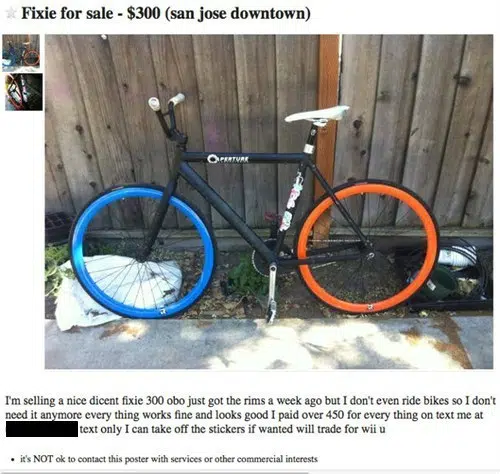 Fixie for sale - $300 (san jose downtown)
APERTURE
I'm selling a nice dicent fixie 300 obo just got the rims a week ago but I don't even ride bikes so I don't
need it anymore every thing works fine and looks good I paid over 450 for every thing on text me at
text only I can take off the stickers if wanted will trade for wii u
it's NOT ok to contact this poster with services or other commercial interests